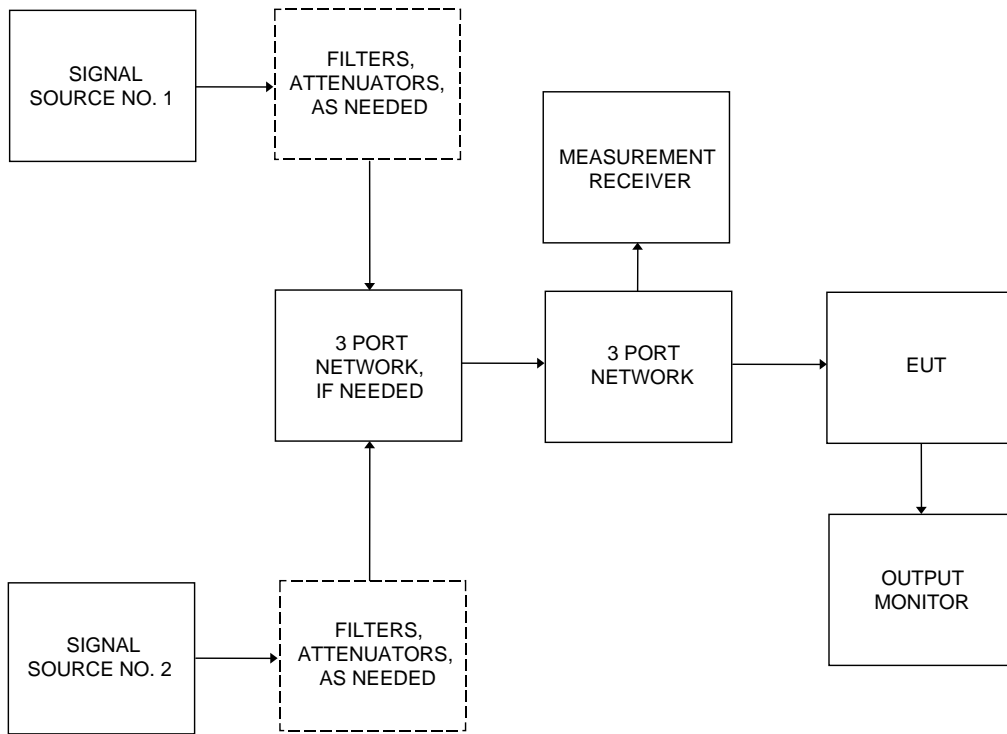 SIGNAL
SOURCE NO. 1
FILTERS,
ATTENUATORS,
AS NEEDED
MEASUREMENT
RECEIVER
3 PORT
NETWORK,
IF NEEDED
3 PORT
NETWORK
EUT
OUTPUT
MONITOR
SIGNAL
SOURCE NO. 2
FILTERS,
ATTENUATORS,
AS NEEDED